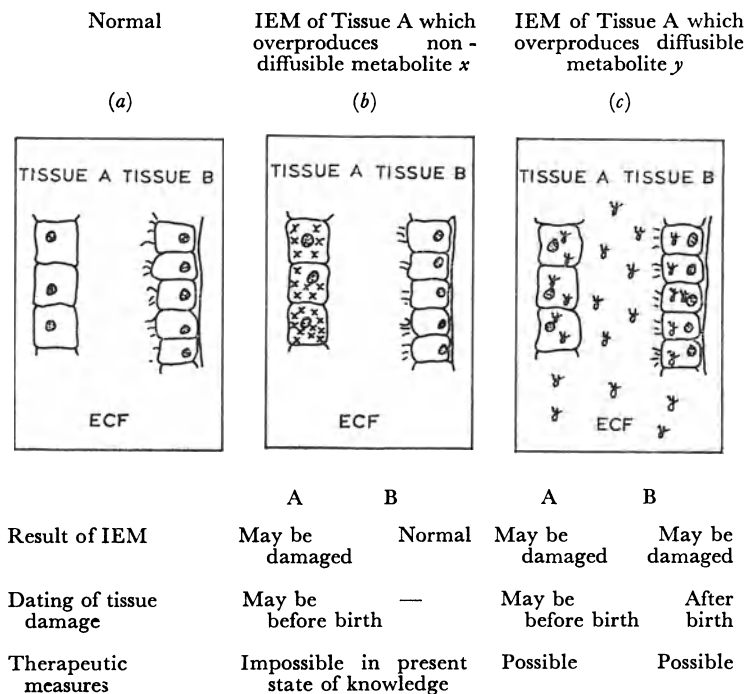 Normal
IEM of Tissue A which
overproduces non -
diffusible metabolite x
IEM of Tissue A which
overproduces diffusible
metabolite y
(a)
(b)
(c)
TISSUE A TISSUE B
ECF
TISSUE A TISSUE B
x x x x x x x x x x x x x x x x x x
ECF
TISSUE A TISSUE B
y y y y y y y y y y y y y y y y y y
ECF
A B A B
Result of IEM May be Normal May be May be
damaged damaged damaged
Dating of tissue May be — May be After
damage before birth before birth birth
Therapeutic Impossible in present Possible Possible
measures state of knowledge